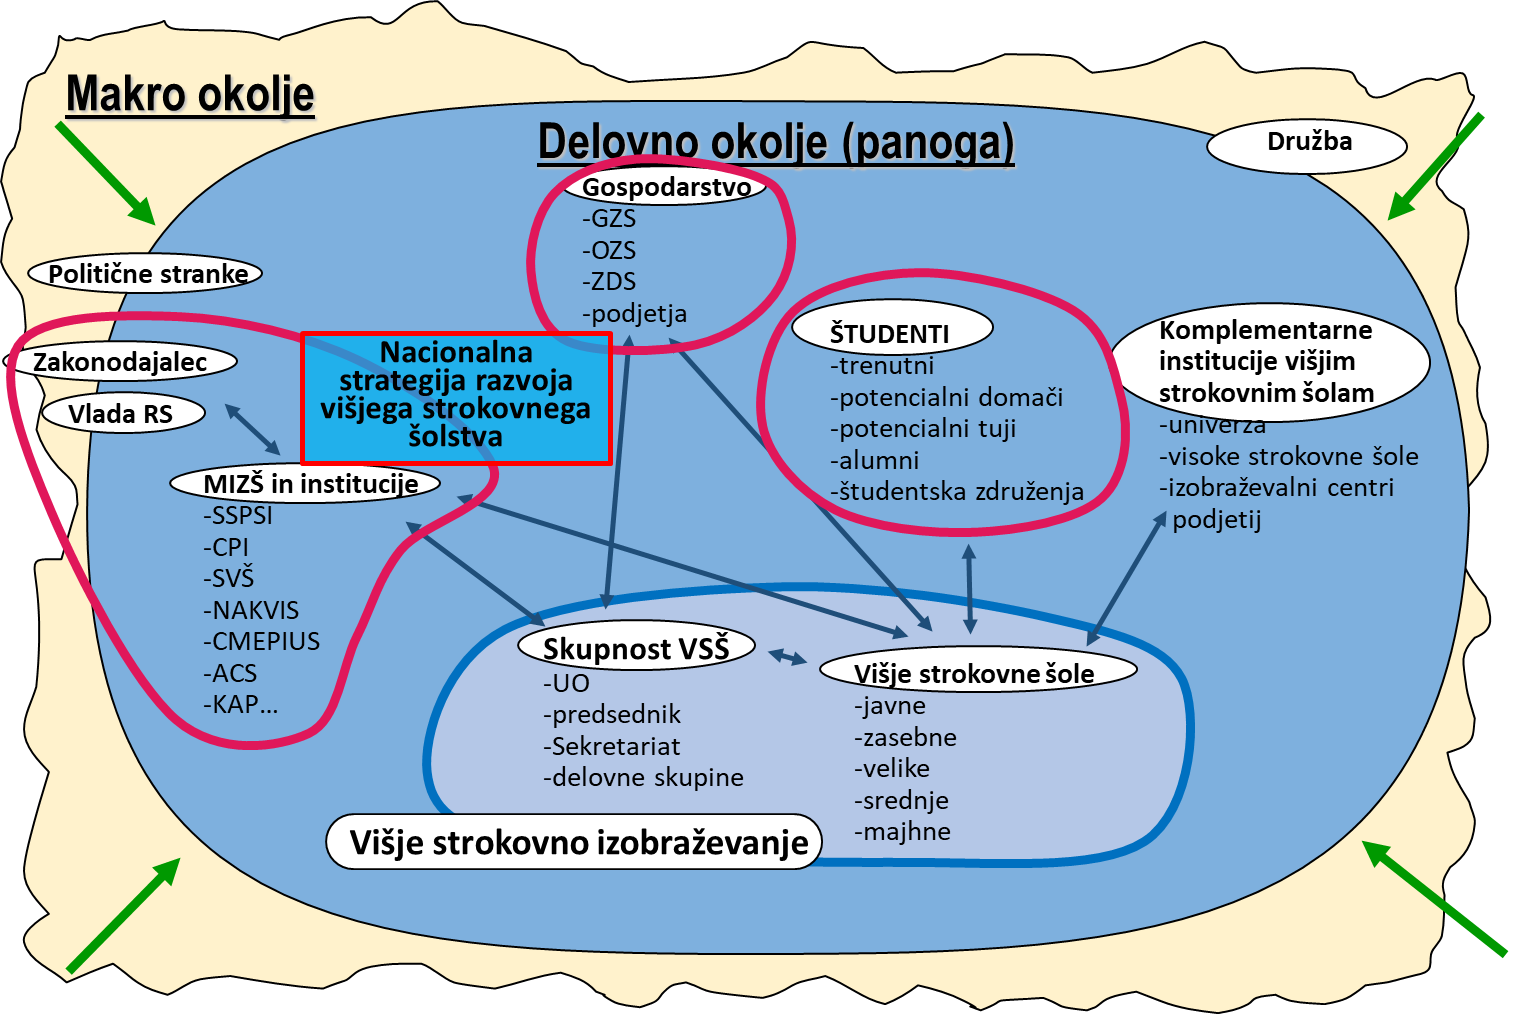 Makro okolje
Delovno okolje (panoga)
Družba
Gospodarstvo
-GZS
-OZS
-ZDS
-podjetja
Politične stranke
Zakonodajalec
Vlada RS
Nacionalna
strategija razvoja
višjega strokovnega
šolstva
MIZŠ in institucije
-SSPSI
-CPI
-SVŠ
-NAKVIS
-CMEPIUS
-ACS
-KAP...
ŠTUDENTI
-trenutni
-potencialni domači
-potencialni tuji
-alumni
-študentska združenja
Komplementarne
institucije višjim
strokovnim šolam
-univerza
-visoke strokovne šole
-izobraževalni centri
podjetij
Skupnost VSŠ
-UO
-predsednik
-Sekretariat
-delovne skupine
Višje strokovne šole
-javne
-zasebne
-velike
-srednje
-majhne
Višje strokovno izobraževanje